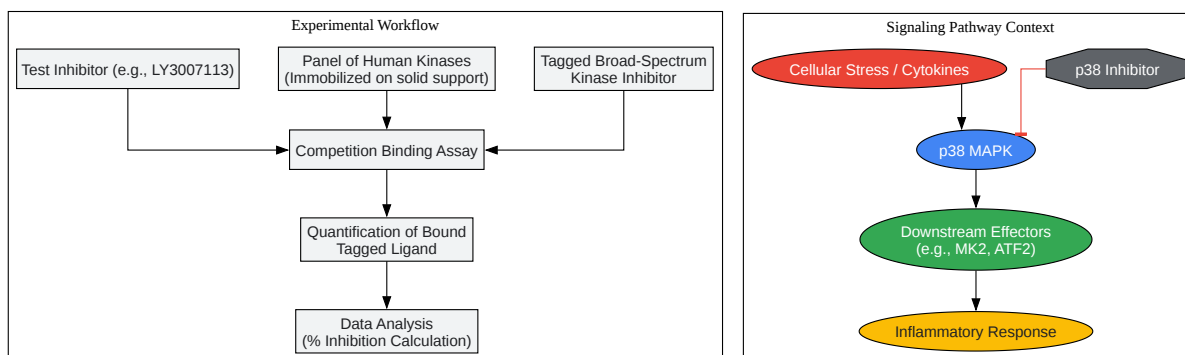 Experimental Workflow
Test Inhibitor (e.g., LY3007113)
Panel of Human Kinases
(Immobilized on solid support)
Tagged Broad-Spectrum
Kinase Inhibitor
Competition Binding Assay
Quantification of Bound
Tagged Ligand
Data Analysis
(% Inhibition Calculation)
Signaling Pathway Context
Cellular Stress / Cytokines
p38 Inhibitor
p38 MAPK
Downstream Effectors
(e.g., MK2, ATF2)
Inflammatory Response